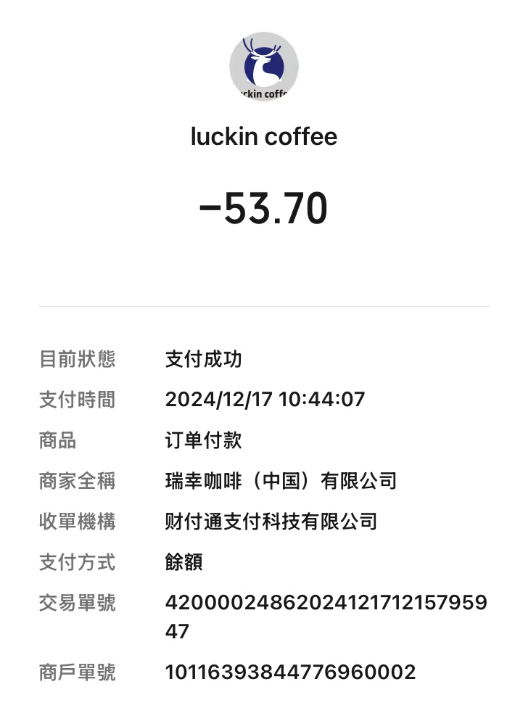 luckin coffee
luckin coffee
−53.70
目前狀態 支付成功
支付時間 2024/12/17 10:44:07
商品 订单付款
商家全稱 瑞幸咖啡（中国）有限公司
收單機構 财付通支付科技有限公司
支付方式 餘額
交易單號 42000024862024121712157959
47
商戶單號 10116393844776960002